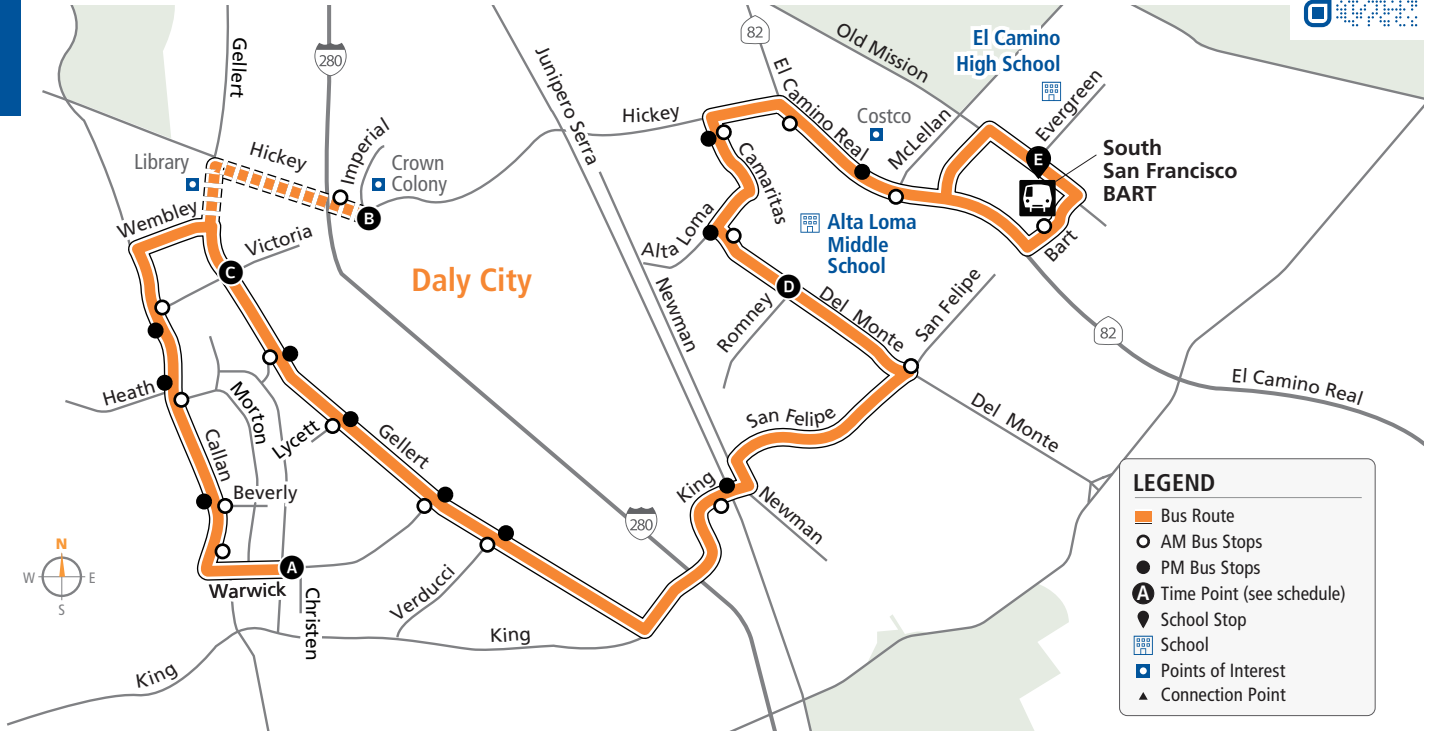 82
Old Mission
El Camino
High School
Gellert
280
Junipero Serra
El Camino Real
Costco
McLellan
Evergreen
Hickey
E
South
San Francisco
BART
Library
Hickey
Imperial
Crown
Colony
B
Camaritas
Wembley
Victoria
Alta Loma
Alta Loma
Middle
School
Bart
C
Daly City
Newman
Romney
D
Del Monte
San Felipe
82
El Camino Real
Heath
Morton
Lycett
Gellert
San Felipe
Del Monte
Callan
Beverly
King
Newman
280
N
W
E
S
A
Warwick
Christen
Verducci
King
King
LEGEND
Bus Route
AM Bus Stops
PM Bus Stops
A Time Point (see schedule)
School Stop
School
Points of Interest
Connection Point